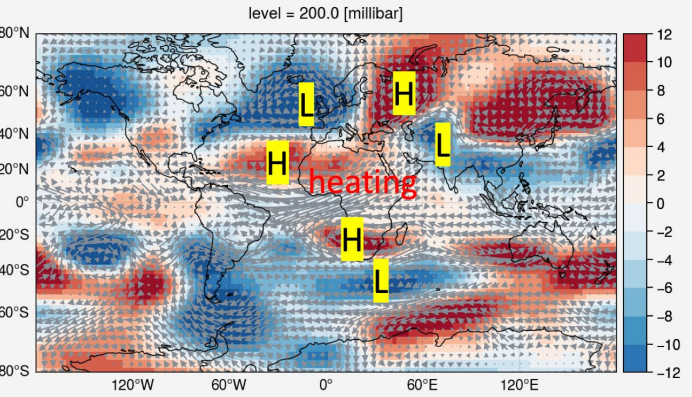 level = 200.0 [millibar]
80°N
60°N
40°N
20°N
0°
20°S
40°S
60°S
80°S
120°W
60°W
0°
60°E
120°E
12
10
8
6
4
2
0
−2
−4
−6
−8
−10
−12
L
H
L
H
heating
H
L